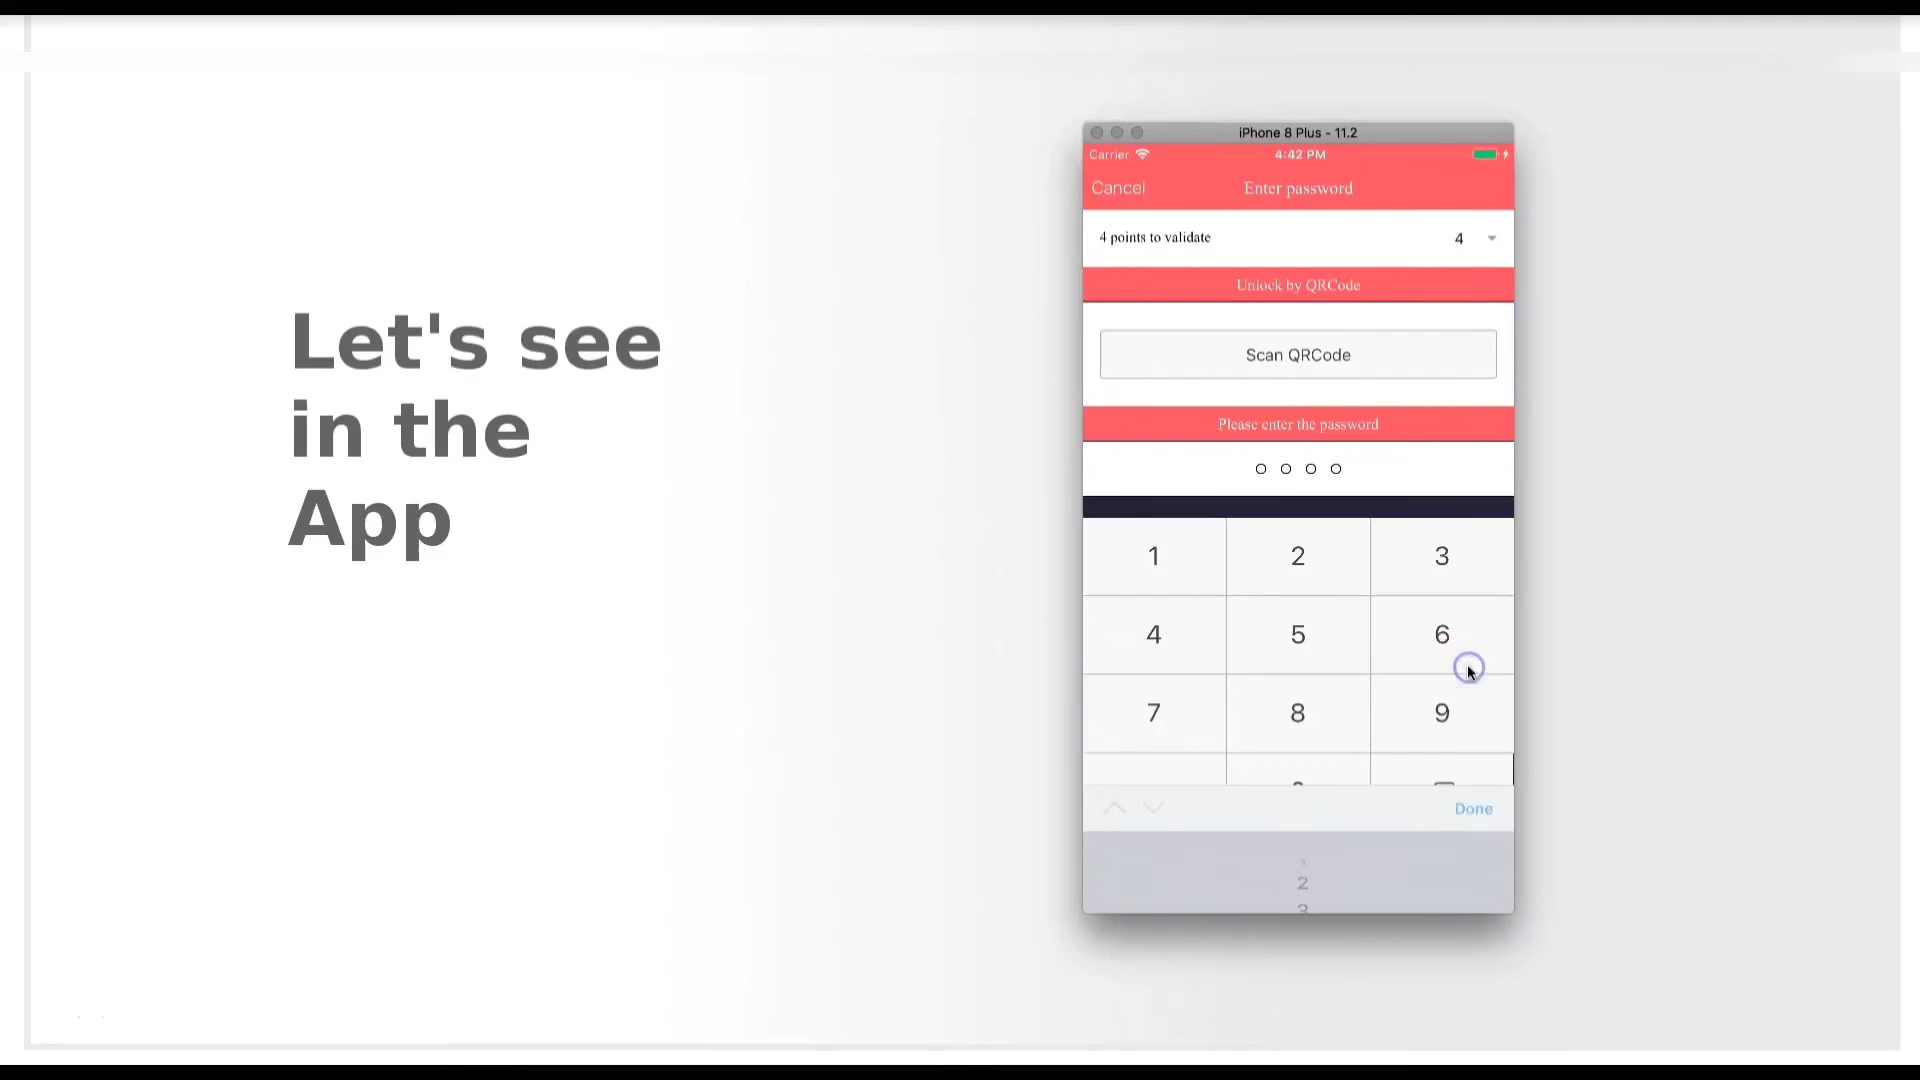 Let's see
in the
App
iPhone 8 Plus - 11.2
Carrier 4:42 PM
Cancel Enter password
4 points to validate 4
Unlock by QRCode
Scan QRCode
Please enter the password
1 2 3
4 5 6
7 8 9
Done
2
3